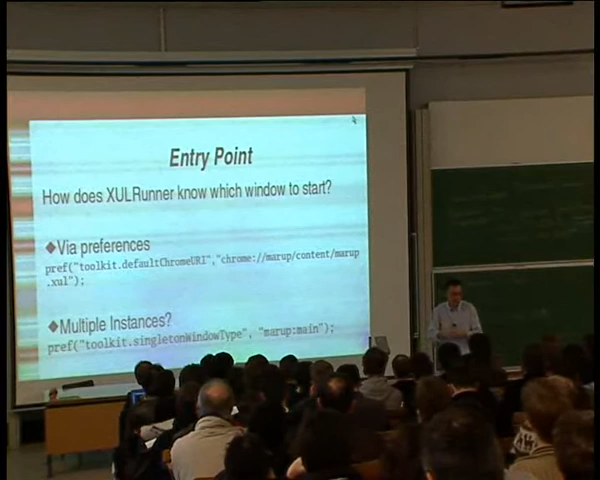 Entry Point
How does XULRunner know which window to start?
◆Via preferences
pref("toolkit.defaultChromeURI","chrome://marup/content/marup
.xul");
◆Multiple Instances?
pref("toolkit.singletonWindowType", "marup:main");